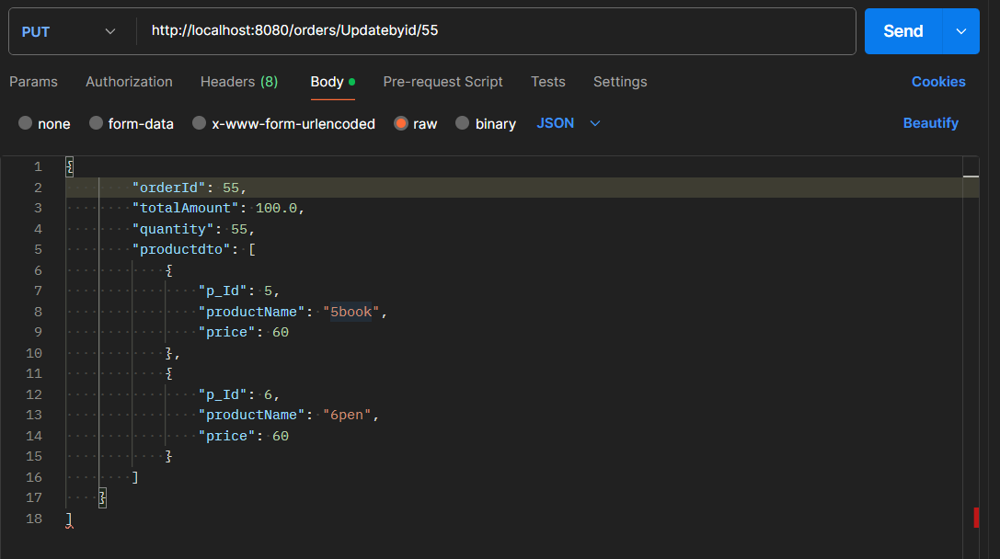 PUT http://localhost:8080/orders/Updatebyid/55 Send
Params Authorization Headers (8) Body Pre-request Script Tests Settings Cookies
none form-data x-www-form-urlencoded raw binary JSON Beautify
1 {
2 "orderId": 55,
3 "totalAmount": 100.0,
4 "quantity": 55,
5 "productdto": [
6 {
7 "p_Id": 5,
8 "productName": "5book",
9 "price": 60
10 },
11 {
12 "p_Id": 6,
13 "productName": "6pen",
14 "price": 60
15 }
16 ]
17 }
18 ]